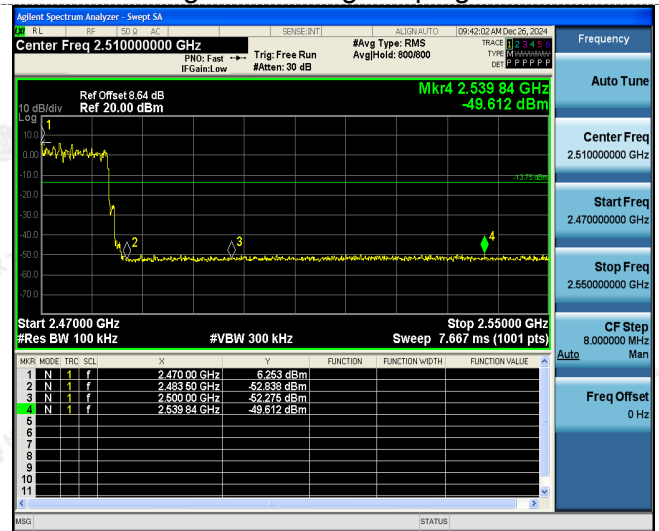 Agilent Spectrum Analyzer - Swept SA
RL RF 50 Ω AC SENSE:INT ALIGN AUTO 09:42:02 AM Dec 26, 2024
Center Freq 2.510000000 GHz
PNO: Fast
IFGain:Low
Trig: Free Run
#Atten: 30 dB
#Avg Type: RMS
Avg|Hold: 800/800
TRACE 1 2 3 4 5 6
TYPE M
DET P P P P P P
Ref Offset 8.64 dB
Ref 20.00 dBm
10 dB/div
Log
Mkr4 2.539 84 GHz
-49.612 dBm
10.0
0.00
-10.0
-20.0
-30.0
-40.0
-50.0
-60.0
-70.0
1
2
3
4
-13.75 dBm
Start 2.47000 GHz
Stop 2.55000 GHz
#Res BW 100 kHz
#VBW 300 kHz
Sweep 7.667 ms (1001 pts)
MKR MODE TRC SCL X Y FUNCTION FUNCTION WIDTH FUNCTION VALUE
1 N 1 f 2.470 00 GHz 6.253 dBm
2 N 1 f 2.483 50 GHz -52.838 dBm
3 N 1 f 2.500 00 GHz -52.275 dBm
4 N 1 f 2.539 84 GHz -49.612 dBm
5
6
7
8
9
10
11
MSG
STATUS
Frequency
Auto Tune
Center Freq
2.510000000 GHz
Start Freq
2.470000000 GHz
Stop Freq
2.550000000 GHz
CF Step
8.000000 MHz
Auto Man
Freq Offset
0 Hz